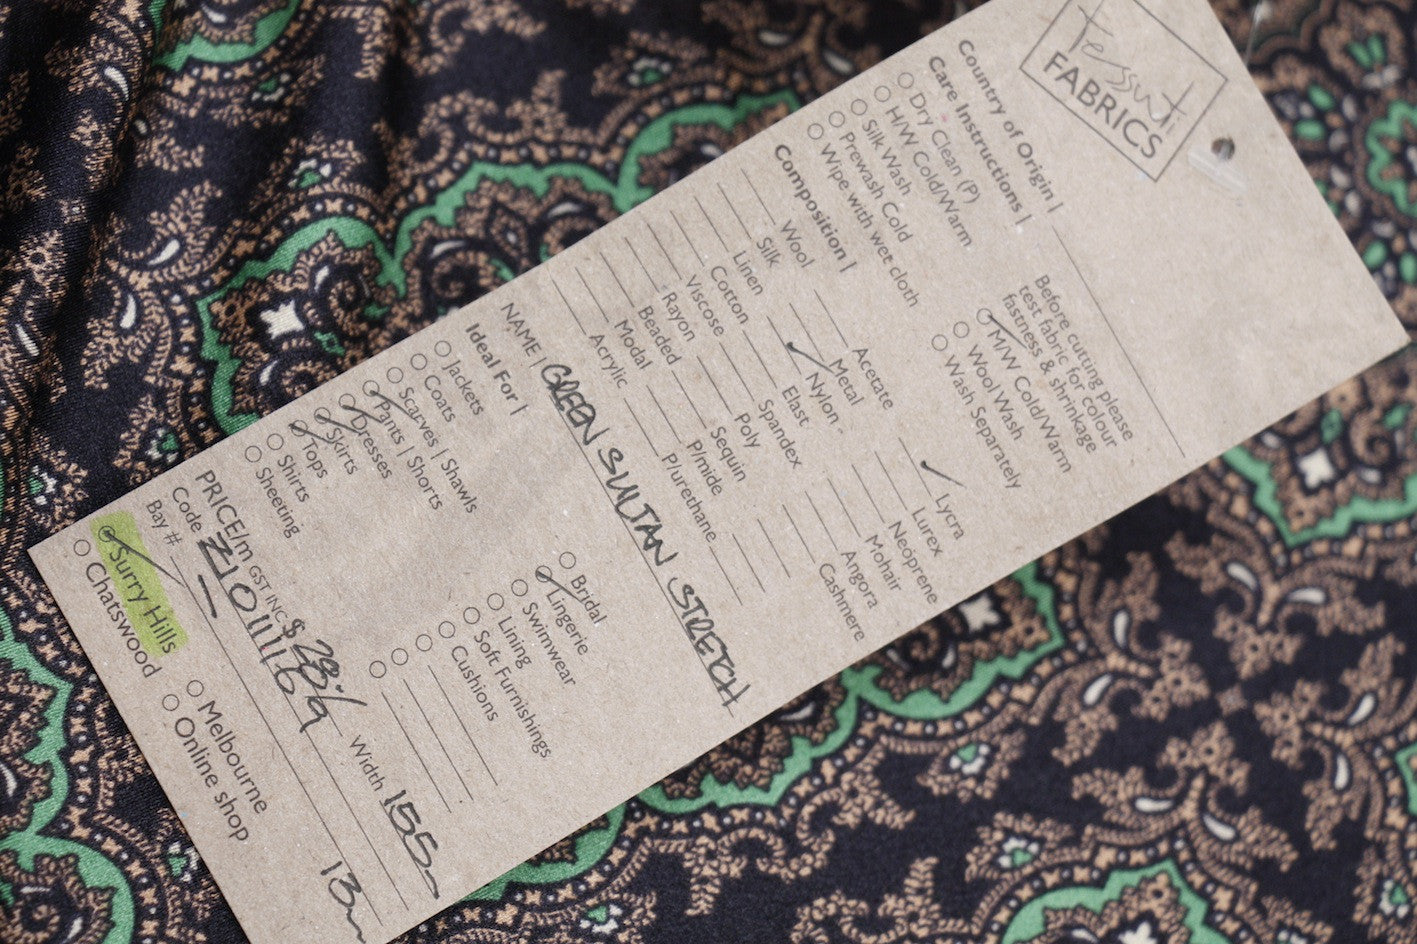 Tessuti
FABRICS
Country of Origin |
Care Instructions |
Dry Clean (P)
H/W Cold/Warm
Silk Wash
Prewash Cold
Wipe with wet cloth
Before cutting please
test fabric for colour
fastness & shrinkage
M/W Cold/Warm
Wool Wash
Wash Separately
Composition |
Wool
Silk
Linen
Cotton
Viscose
Rayon
Beaded
Modal
Acrylic
Acetate
Metal
Nylon
Elast
Spandex
Poly
Sequin
P/mide
P/urethane
Lycra
Lurex
Neoprene
Mohair
Angora
Cashmere
NAME | GREEN SULTAN STRETCH
Ideal For |
Jackets
Coats
Scarves | Shawls
Pants | Shorts
Dresses
Skirts
Tops
Shirts
Sheeting
Bridal
Lingerie
Swimwear
Lining
Soft Furnishings
Cushions
PRICE/m GST INC $ 28.- Width 155
Code
Bay # 13
Surry Hills
Chatswood
Melbourne
Online shop